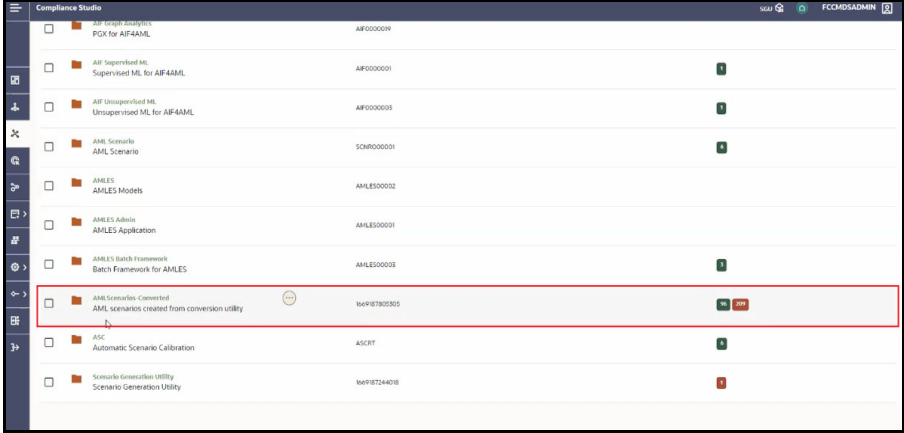 Compliance Studio
SGU
FCCMDSADMIN
AIF Graph Analytics
PGX for AIF4AML
AIF0000019
AIF Supervised ML
Supervised ML for AIF4AML
AIF0000001
1
AIF Unsupervised ML
Unsupervised ML for AIF4AML
AIF0000003
1
AML Scenario
AML Scenario
SCNRO00001
6
AMLES
AMLES Models
AMLES00002
AMLES Admin
AMLES Application
AMLES00001
AMLES Batch Framework
Batch Framework for AMLES
AMLES00003
3
AMLScenarios-Converted
AML scenarios created from conversion utility
1669187805305
96 209
ASC
Automatic Scenario Calibration
ASCRT
6
Scenario Generation Utility
Scenario Generation Utility
1669187244018
1